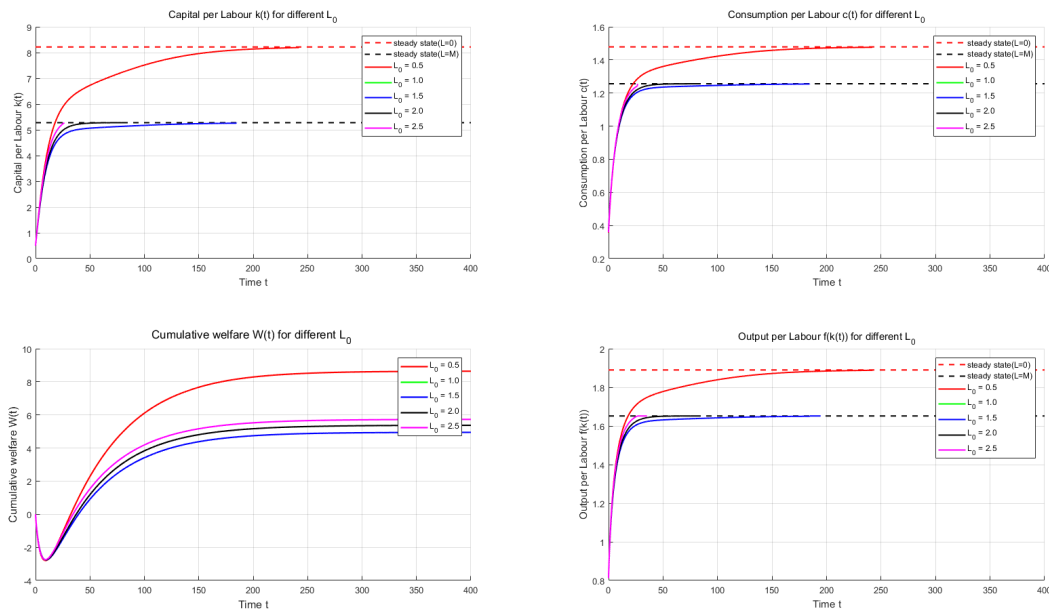 Capital per Labour k(t) for different L₀
9
8
7
6
5
4
3
2
1
0
Capital per Labour k(t)
0 50 100 150 200 250 300 350 400
Time t
steady state(L=0)
steady state(L=M)
L₀ = 0.5
L₀ = 1.0
L₀ = 1.5
L₀ = 2.0
L₀ = 2.5
Consumption per Labour c(t) for different L₀
1.6
1.4
1.2
1
0.8
0.6
0.4
0.2
Consumption per Labour c(t)
0 50 100 150 200 250 300 350 400
Time t
steady state(L=0)
steady state(L=M)
L₀ = 0.5
L₀ = 1.0
L₀ = 1.5
L₀ = 2.0
L₀ = 2.5
Cumulative welfare W(t) for different L₀
10
8
6
4
2
0
-2
-4
Cumulative welfare W(t)
0 50 100 150 200 250 300 350 400
Time t
L₀ = 0.5
L₀ = 1.0
L₀ = 1.5
L₀ = 2.0
L₀ = 2.5
Output per Labour f(k(t)) for different L₀
2
1.8
1.6
1.4
1.2
1
0.8
Output per Labour f(k(t))
0 50 100 150 200 250 300 350 400
Time t
steady state(L=0)
steady state(L=M)
L₀ = 0.5
L₀ = 1.0
L₀ = 1.5
L₀ = 2.0
L₀ = 2.5